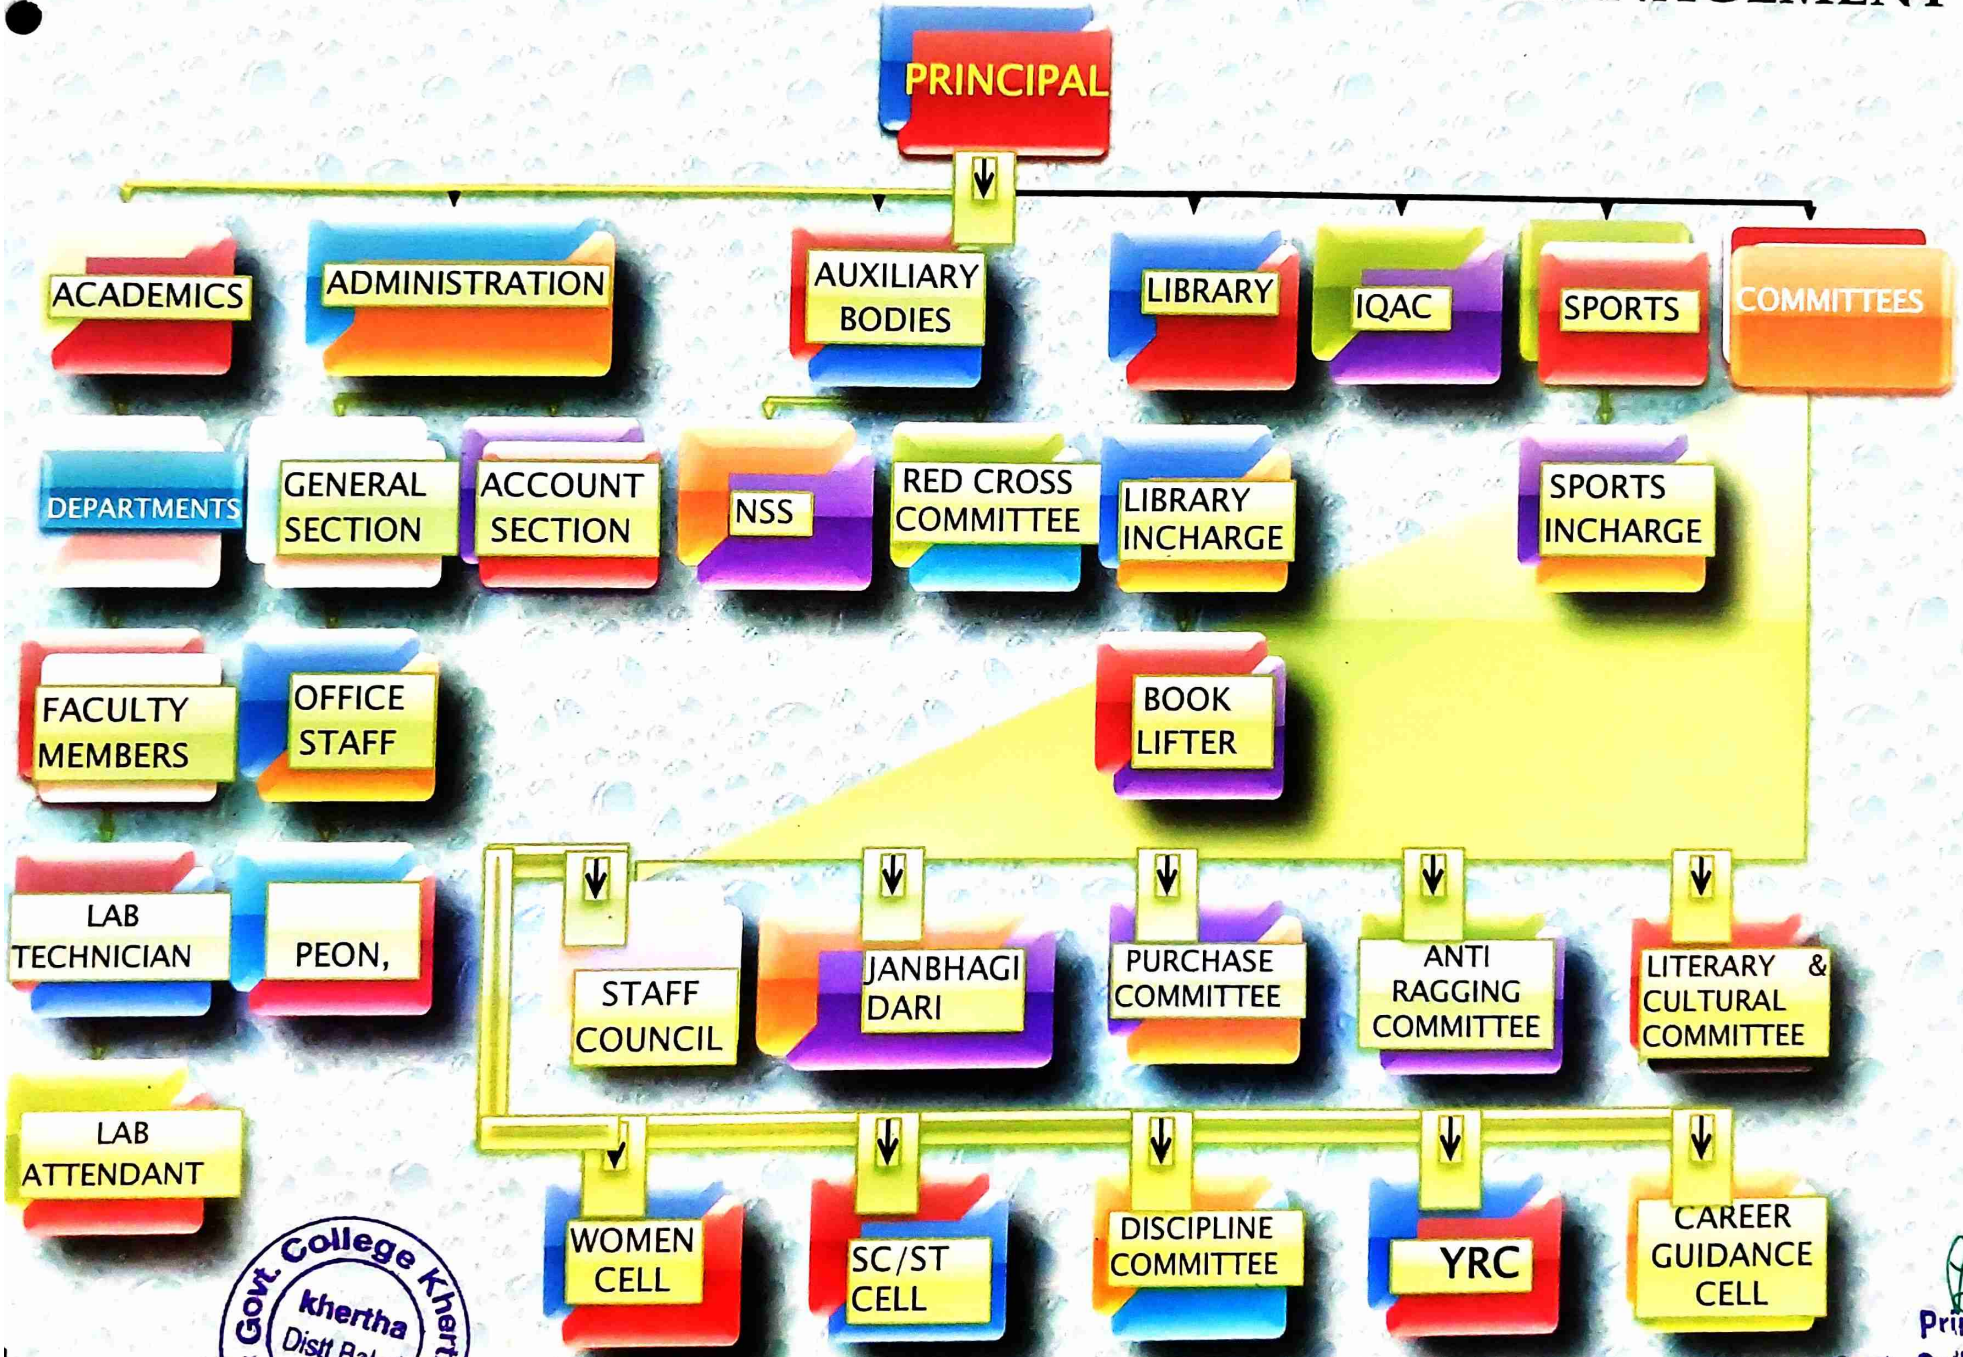 PRINCIPAL
ACADEMICS
ADMINISTRATION
AUXILIARY
BODIES
LIBRARY
IQAC
SPORTS
COMMITTEES
DEPARTMENTS
GENERAL
SECTION
ACCOUNT
SECTION
NSS
RED CROSS
COMMITTEE
LIBRARY
INCHARGE
SPORTS
INCHARGE
FACULTY
MEMBERS
OFFICE
STAFF
BOOK
LIFTER
LAB
TECHNICIAN
PEON,
STAFF
COUNCIL
JANBHAGI
DARI
PURCHASE
COMMITTEE
ANTI
RAGGING
COMMITTEE
LITERARY &
CULTURAL
COMMITTEE
LAB
ATTENDANT
WOMEN
CELL
SC/ST
CELL
DISCIPLINE
COMMITTEE
YRC
CAREER
GUIDANCE
CELL
Govt. College
khertha
Distt